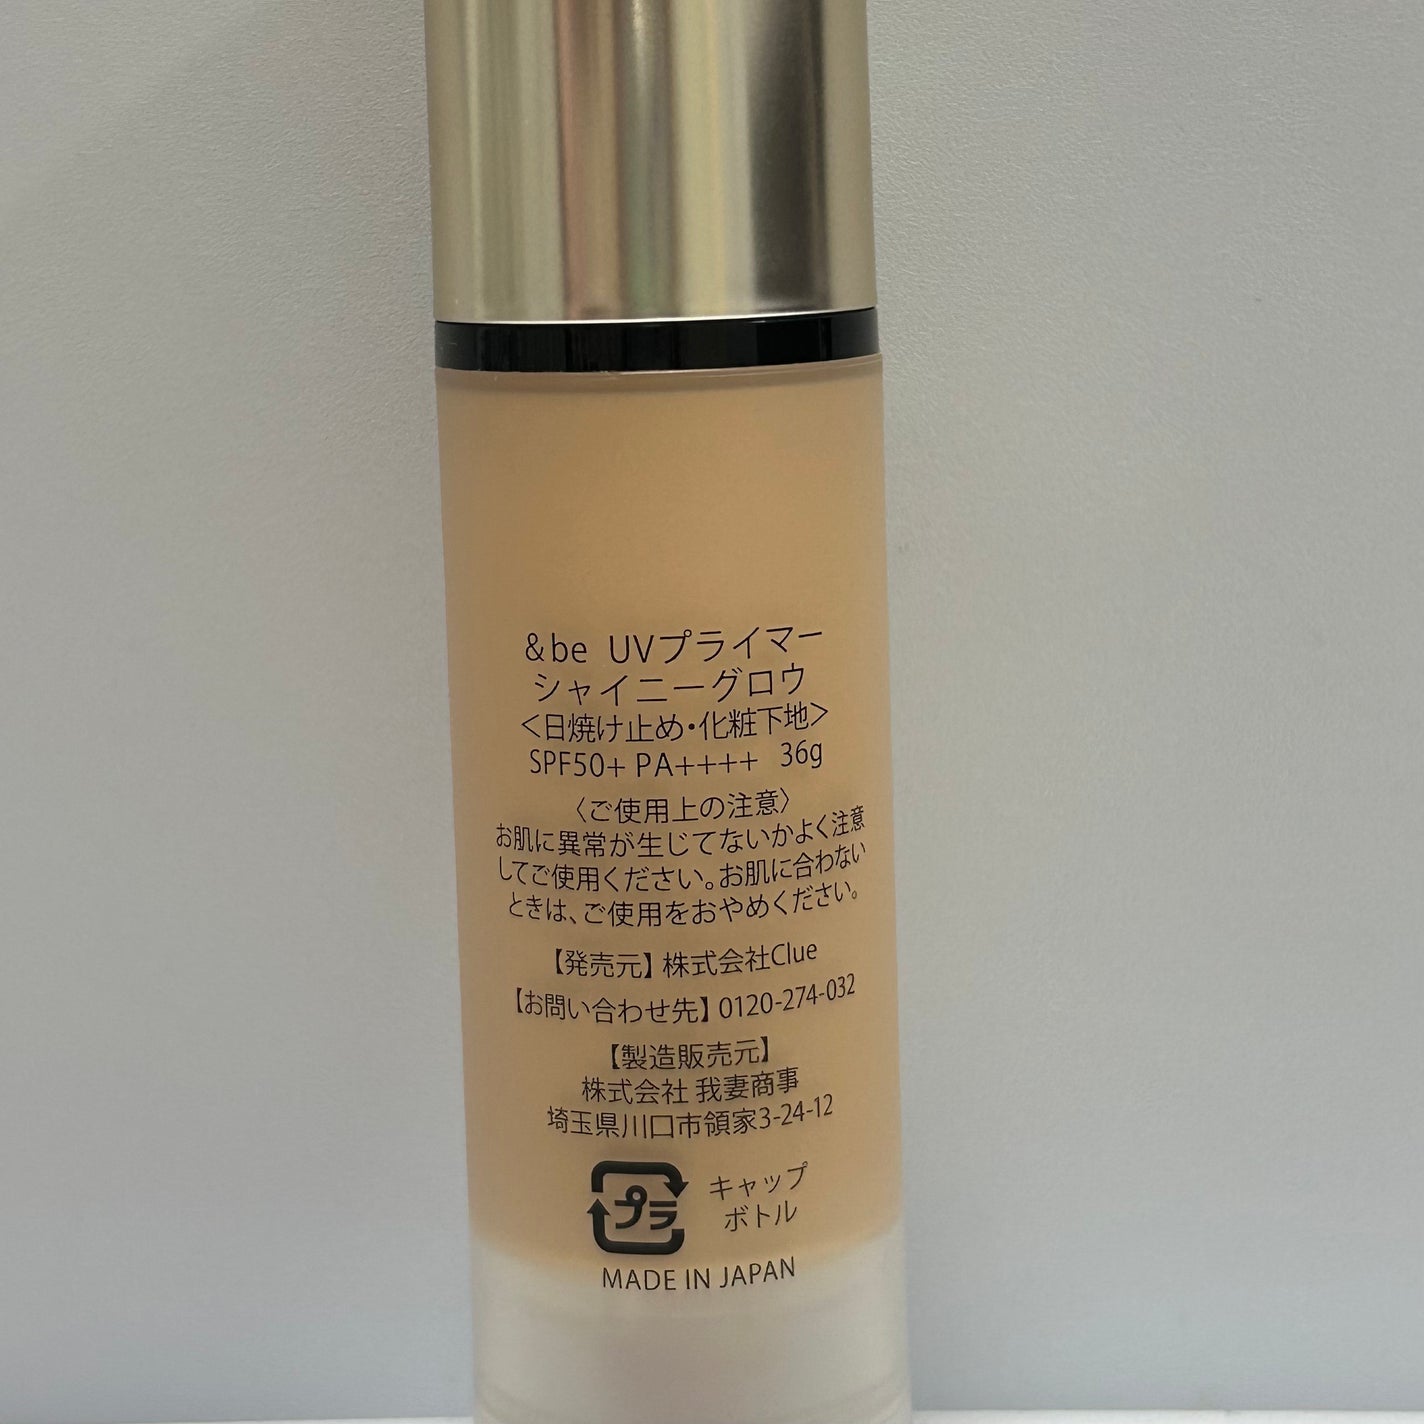 &be UVプライマー
シャイニーグロウ
<日焼け止め・化粧下地>
SPF50+ PA++++ 36g
〈ご使用上の注意〉
お肌に異常が生じてないかよく注意
してご使用ください。お肌に合わない
ときは、ご使用をおやめください。
【発売元】株式会社Clue
【お問い合わせ先】0120-274-032
【製造販売元】
株式会社 我妻商事
埼玉県川口市領家3-24-12
プラ
キャップ
ボトル
MADE IN JAPAN